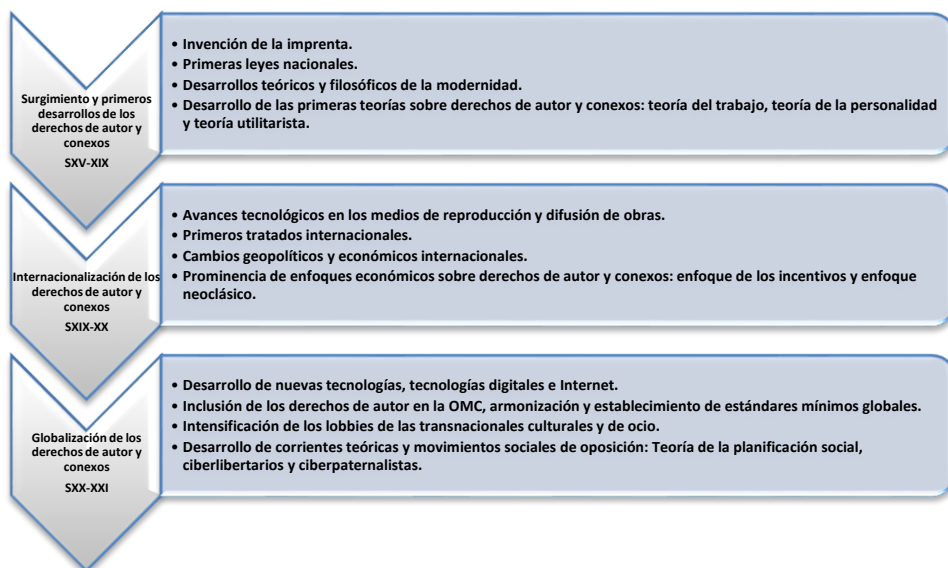 Surgimiento y primeros
desarrollos de los
derechos de autor y
conexos
SXV-XIX
• Invención de la imprenta.
• Primeras leyes nacionales.
• Desarrollos teóricos y filosóficos de la modernidad.
• Desarrollo de las primeras teorías sobre derechos de autor y conexos: teoría del trabajo, teoría de la personalidad
y teoría utilitarista.
Internacionalización de los
derechos de autor y
conexos
SXIX-XX
• Avances tecnológicos en los medios de reproducción y difusión de obras.
• Primeros tratados internacionales.
• Cambios geopolíticos y económicos internacionales.
• Prominencia de enfoques económicos sobre derechos de autor y conexos: enfoque de los incentivos y enfoque
neoclásico.
Globalización de los
derechos de autor y
conexos
SXX-XXI
• Desarrollo de nuevas tecnologías, tecnologías digitales e Internet.
• Inclusión de los derechos de autor en la OMC, armonización y establecimiento de estándares mínimos globales.
• Intensificación de los lobbies de las transnacionales culturales y de ocio.
• Desarrollo de corrientes teóricas y movimientos sociales de oposición: Teoría de la planificación social,
ciberlibertarios y ciberpaternalistas.